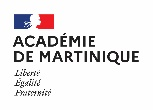 ACADÉMIE
DE MARTINIQUE
Liberté
Égalité
Fraternité